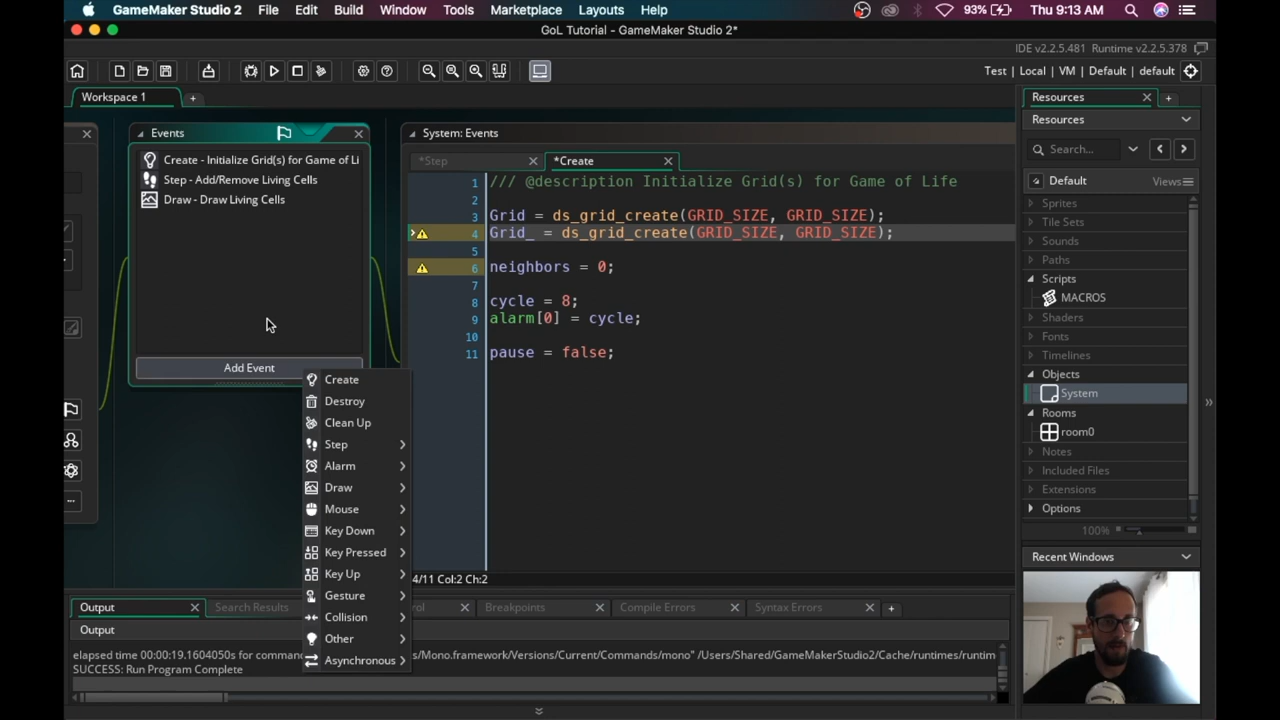 GameMaker Studio 2 File Edit Build Window Tools Marketplace Layouts Help 93% Thu 9:13 AM
GoL Tutorial - GameMaker Studio 2*
IDE v2.2.5.481 Runtime v2.2.5.378
Test | Local | VM | Default | default
Workspace 1 +
Events
Create - Initialize Grid(s) for Game of Li
Step - Add/Remove Living Cells
Draw - Draw Living Cells
Add Event
Create
Destroy
Clean Up
Step
Alarm
Draw
Mouse
Key Down
Key Pressed
Key Up
Gesture
Collision
Other
Asynchronous
System: Events
*Step *Create
1 /// @description Initialize Grid(s) for Game of Life
2
3 Grid = ds_grid_create(GRID_SIZE, GRID_SIZE);
4 Grid_ = ds_grid_create(GRID_SIZE, GRID_SIZE);
5
6 neighbors = 0;
7
8 cycle = 8;
9 alarm[0] = cycle;
10
11 pause = false;
4/11 Col:2 Ch:2
Resources +
Resources
Search...
Default Views
Sprites
Tile Sets
Sounds
Paths
Scripts
MACROS
Shaders
Fonts
Timelines
Objects
System
Rooms
room0
Notes
Included Files
Extensions
Options
100%
Recent Windows
Output Search Results rol Breakpoints Compile Errors Syntax Errors +
Output
elapsed time 00:00:19.1604050s for comman /Mono.framework/Versions/Current/Commands/mono" /Users/Shared/GameMakerStudio2/Cache/runtimes/runtim
SUCCESS: Run Program Complete